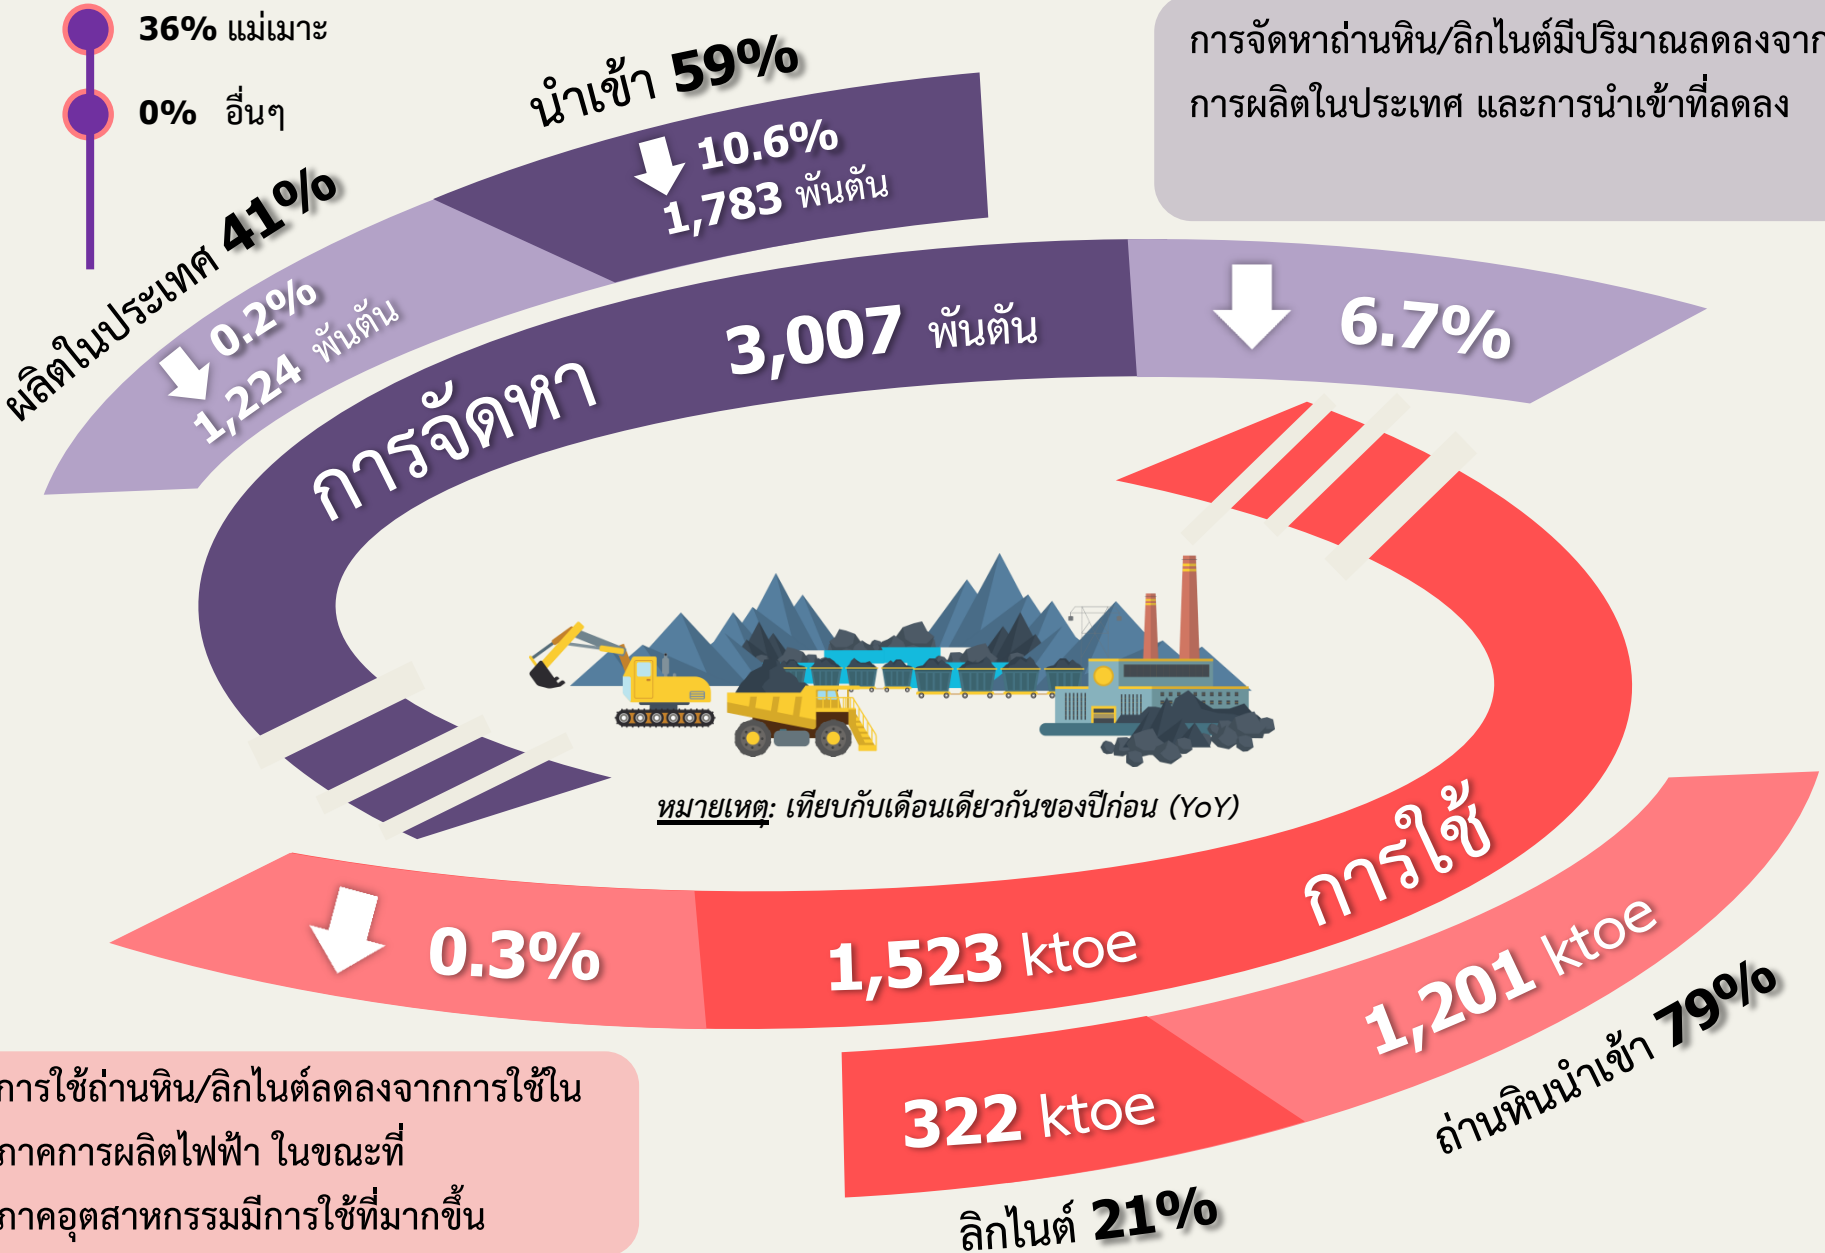 36% แม่เมาะ
0% อื่นๆ
การจัดหาถ่านหิน/ลิกไนต์มีปริมาณลดลงจาก
การผลิตในประเทศ และการนำเข้าที่ลดลง
นำเข้า 59%
10.6%
1,783 พันตัน
ผลิตในประเทศ 41%
0.2%
1,224 พันตัน
การจัดหา 3,007 พันตัน
6.7%
หมายเหตุ: เทียบกับเดือนเดียวกันของปีก่อน (YoY)
การใช้
1,523 ktoe
0.3%
1,201 ktoe
ถ่านหินนำเข้า 79%
322 ktoe
ลิกไนต์ 21%
การใช้ถ่านหิน/ลิกไนต์ลดลงจากการใช้ใน
ภาคการผลิตไฟฟ้า ในขณะที่
ภาคอุตสาหกรรมมีการใช้ที่มากขึ้น